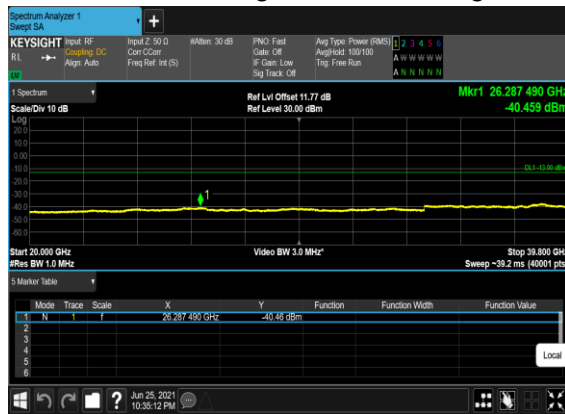 Spectrum Analyzer 1
Swept SA
+
KEYSIGHT Input: RF Input Z: 50 Ω #Atten: 30 dB PNO: Fast Avg Type: Power (RMS) 1 2 3 4 5 6
RL Coupling: DC Corr CCorr Gate: Off Avg|Hold: 100/100 A W W W W W
Align: Auto Freq Ref: Int (S) IF Gain: Low Trig: Free Run
LW Sig Track: Off A N N N N N
1 Spectrum Ref Lvl Offset 11.77 dB Mkr1 26.287 490 GHz
Scale/Div 10 dB Ref Level 30.00 dBm -40.459 dBm
Log
20.0
10.0
0.00
-10.0 DL1 -13.00 dBm
-20.0
-30.0
1
-40.0
-50.0
-60.0
Start 20.000 GHz Video BW 3.0 MHz* Stop 39.800 GHz
#Res BW 1.0 MHz Sweep ~39.2 ms (40001 pts)
5 Marker Table
Mode Trace Scale X Y Function Function Width Function Value
1 N 1 f 26.287 490 GHz -40.46 dBm
2
3
4
5
6
Local
? Jun 25, 2021
10:35:12 PM